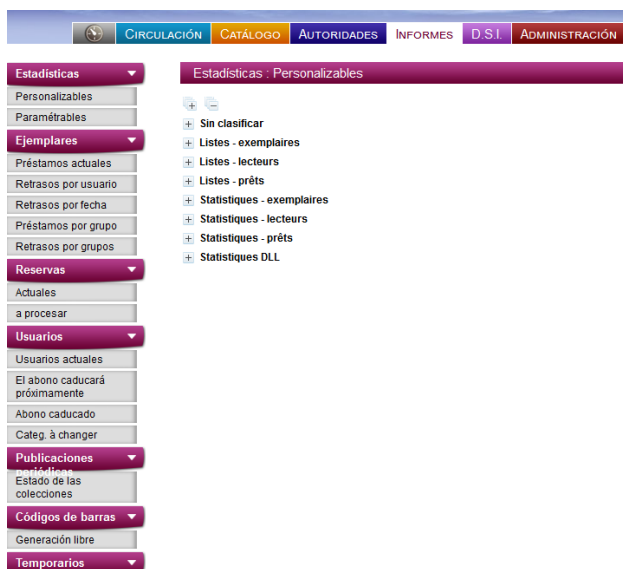 CIRCULACIÓN CATÁLOGO AUTORIDADES INFORMES D.S.I. ADMINISTRACIÓN
Estadísticas
Personalizables
Paramétrables
Ejemplares
Préstamos actuales
Retrasos por usuario
Retrasos por fecha
Préstamos por grupo
Retrasos por grupos
Reservas
Actuales
a procesar
Usuarios
Usuarios actuales
El abono caducará
próximamente
Abono caducado
Categ. à changer
Publicaciones
periódicas
Estado de las
colecciones
Códigos de barras
Generación libre
Temporarios
Estadísticas : Personalizables
Sin clasificar
Listes - exemplaires
Listes - lecteurs
Listes - prêts
Statistiques - exemplaires
Statistiques - lecteurs
Statistiques - prêts
Statistiques DLL